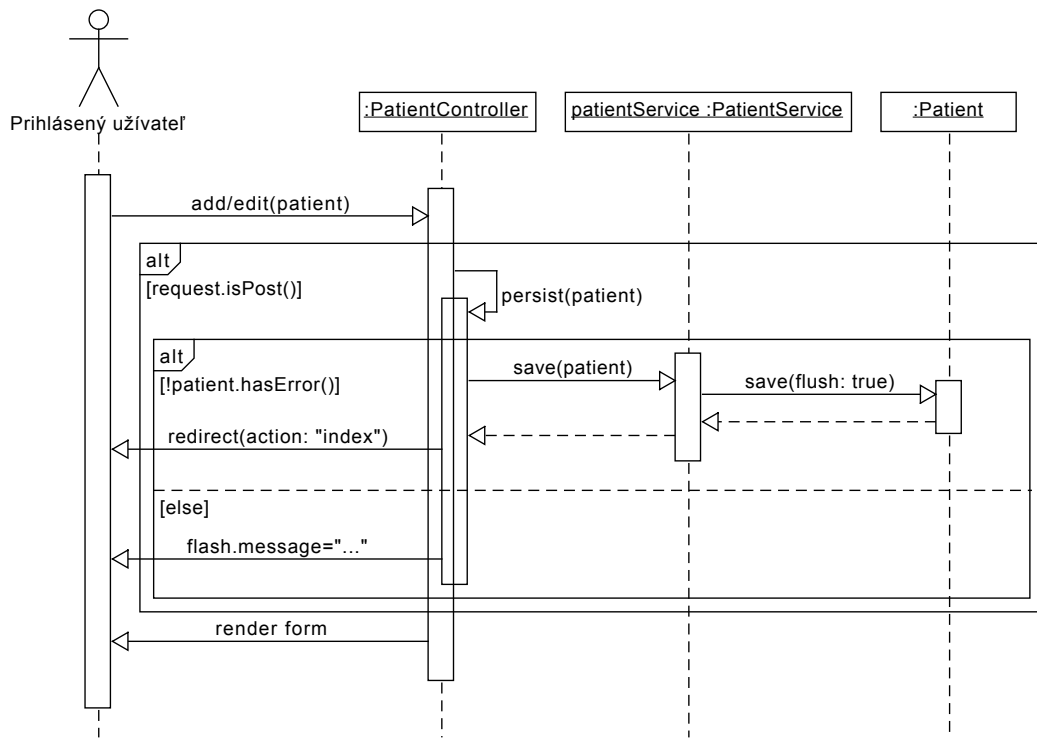 Prihlásený užívateľ
:PatientController
patientService :PatientService
:Patient
add/edit(patient)
alt
[request.isPost()]
persist(patient)
alt
[!patient.hasError()]
save(patient)
save(flush: true)
redirect(action: "index")
[else]
flash.message="..."
render form